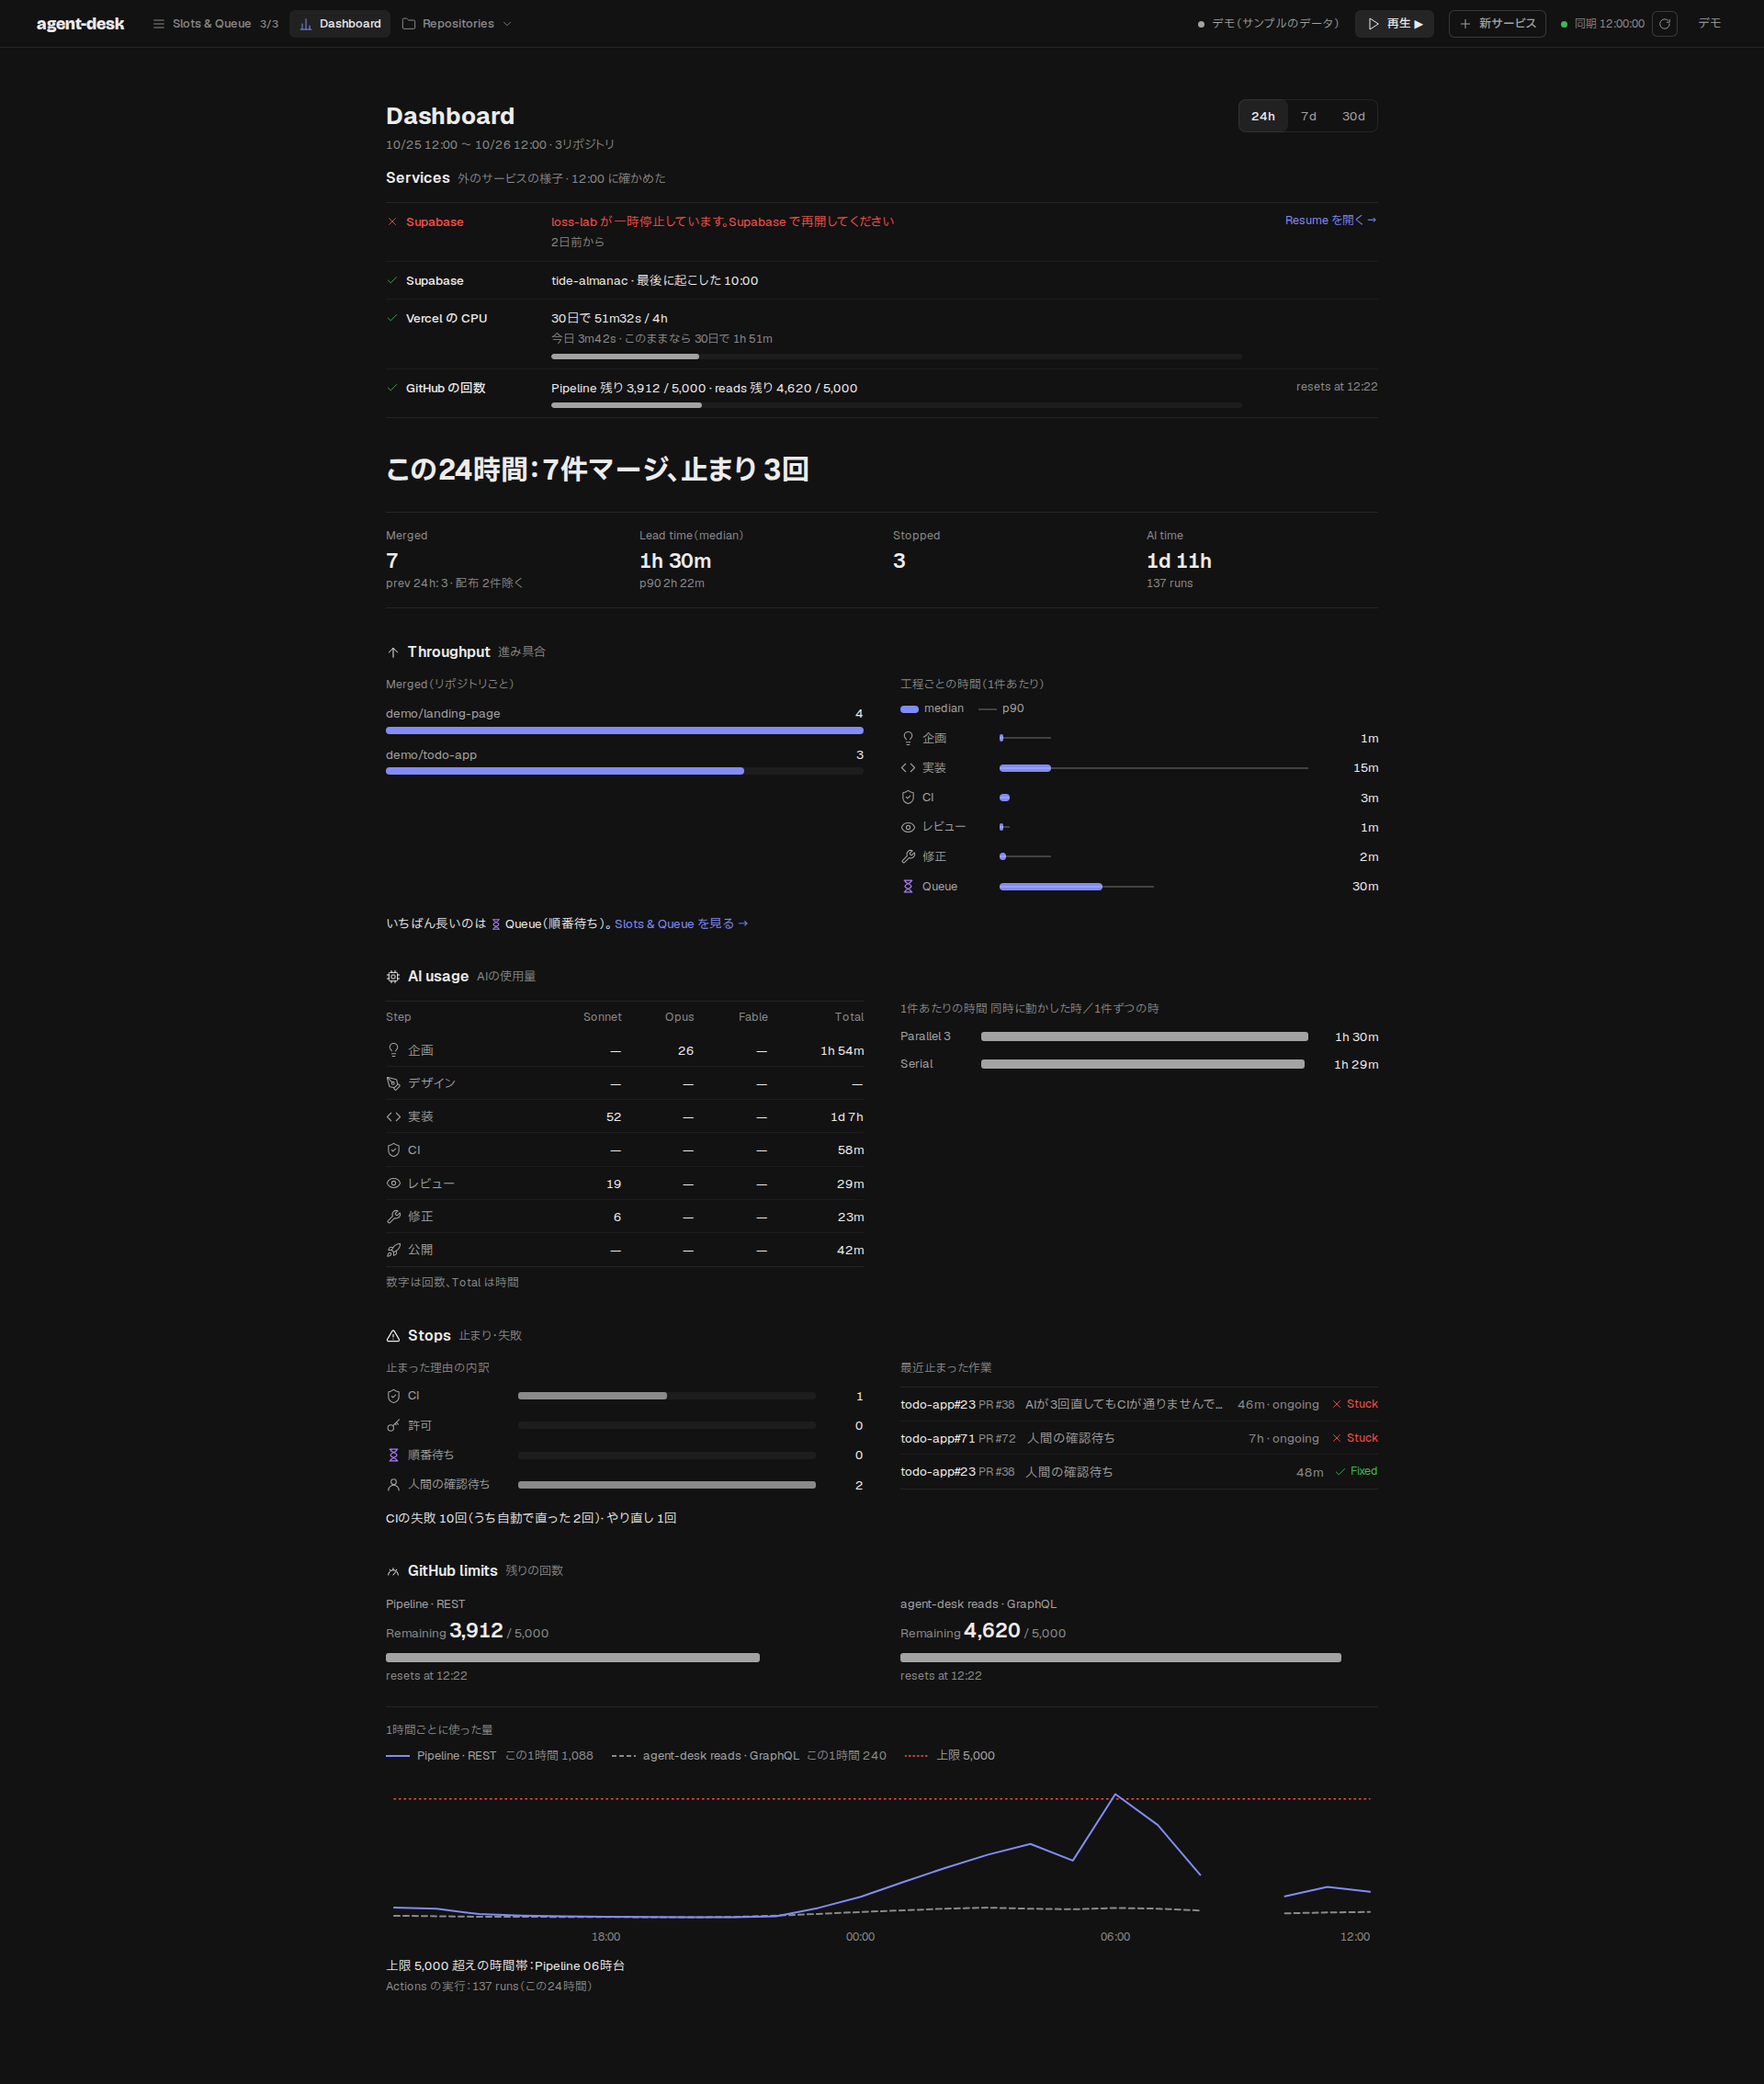 agent-desk
Slots & Queue 3/3
Dashboard
Repositories
デモ（サンプルのデータ）
再生 ▶
新サービス
同期 12:00:00
デモ
Dashboard
24h 7d 30d
10/25 12:00 〜 10/26 12:00 · 3リポジトリ
Services 外のサービスの様子 · 12:00 に確かめた
Supabase loss-lab が一時停止しています。Supabase で再開してください Resume を開く →
2日前から
Supabase tide-almanac · 最後に起こした 10:00
Vercel の CPU 30日で 51m32s / 4h
今日 3m42s · このままなら 30日で 1h 51m
GitHub の回数 Pipeline 残り 3,912 / 5,000 · reads 残り 4,620 / 5,000 resets at 12:22
この24時間：7件マージ、止まり 3回
Merged Lead time（median） Stopped AI time
7 1h 30m 3 1d 11h
prev 24h: 3 · 配布 2件除く p90 2h 22m 137 runs
Throughput 進み具合
Merged（リポジトリごと）
demo/landing-page 4
demo/todo-app 3
工程ごとの時間（1件あたり）
median p90
企画 1m
実装 15m
CI 3m
レビュー 1m
修正 2m
Queue 30m
いちばん長いのは Queue（順番待ち）。Slots & Queue を見る →
AI usage AIの使用量
Step Sonnet Opus Fable Total
企画 — 26 — 1h 54m
デザイン — — — —
実装 52 — — 1d 7h
CI — — — 58m
レビュー 19 — — 29m
修正 6 — — 23m
公開 — — — 42m
数字は回数、Total は時間
1件あたりの時間 同時に動かした時／1件ずつの時
Parallel 3 1h 30m
Serial 1h 29m
Stops 止まり・失敗
止まった理由の内訳
CI 1
許可 0
順番待ち 0
人間の確認待ち 2
最近止まった作業
todo-app#23 PR #38 AIが3回直してもCIが通りませんで… 46m · ongoing Stuck
todo-app#71 PR #72 人間の確認待ち 7h · ongoing Stuck
todo-app#23 PR #38 人間の確認待ち 48m Fixed
CIの失敗 10回（うち自動で直った 2回）· やり直し 1回
GitHub limits 残りの回数
Pipeline · REST
Remaining 3,912 / 5,000
resets at 12:22
agent-desk reads · GraphQL
Remaining 4,620 / 5,000
resets at 12:22
1時間ごとに使った量
Pipeline · REST この1時間 1,088 agent-desk reads · GraphQL この1時間 240 上限 5,000
18:00 00:00 06:00 12:00
上限 5,000 超えの時間帯：Pipeline 06時台
Actions の実行：137 runs（この24時間）